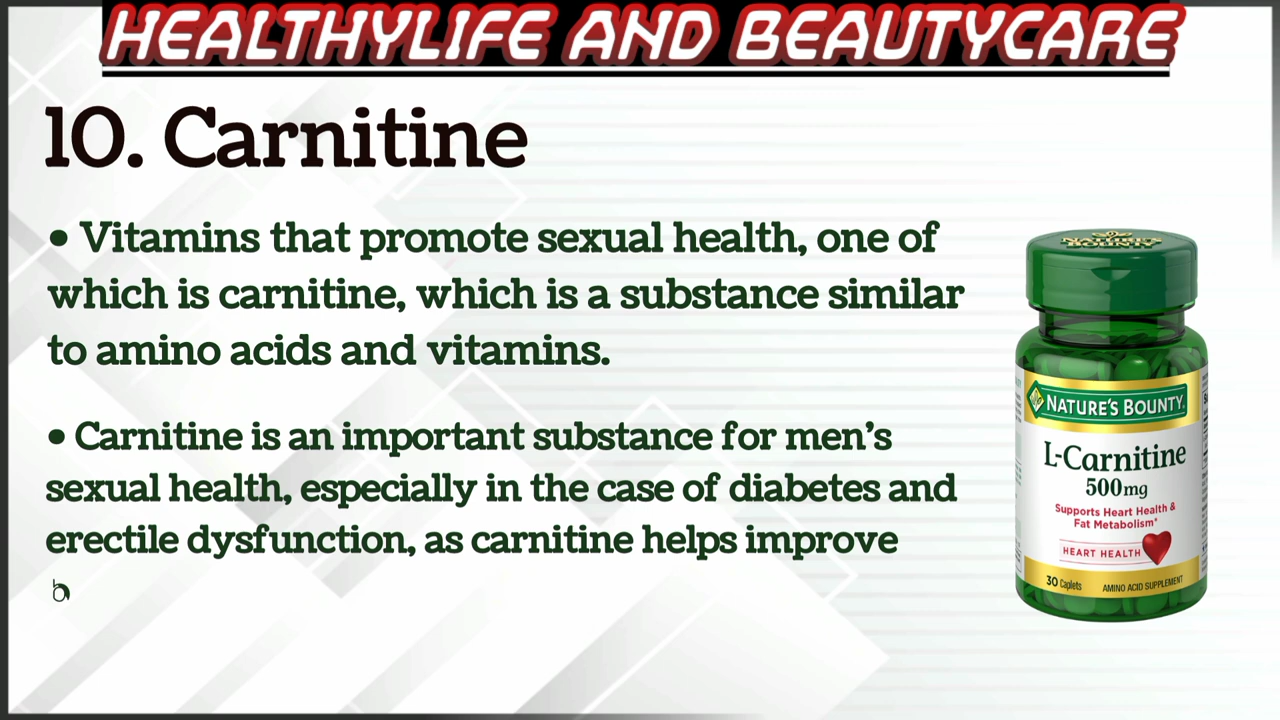 HEALTHYLIFE AND BEAUTYCARE
10. Carnitine
• Vitamins that promote sexual health, one of
which is carnitine, which is a substance similar
to amino acids and vitamins.
• Carnitine is an important substance for men's
sexual health, especially in the case of diabetes and
erectile dysfunction, as carnitine helps improve
NATURE'S BOUNTY
NATURE'S BOUNTY
L-Carnitine
500mg
Supports Heart Health &
Fat Metabolism*
HEART HEALTH
30 Caplets
AMINO ACID SUPPLEMENT